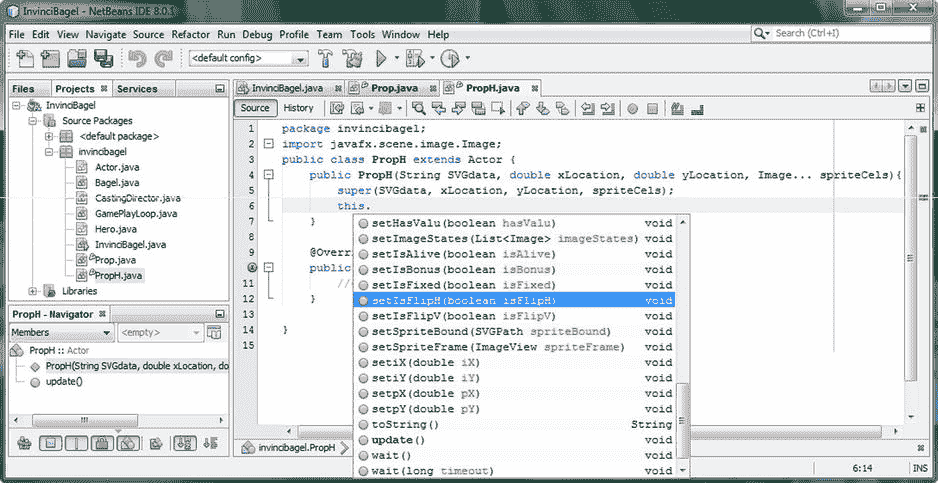 InvinciBagel - NetBeans IDE 8.0.1
File Edit View Navigate Source Refactor Run Debug Profile Team Tools Window Help
Search (Ctrl+I)
<default config>
Files Projects Services
InvinciBagel
Source Packages
<default package>
invincibagel
Actor.java
Bagel.java
CastingDirector.java
GamePlayLoop.java
Hero.java
InvinciBagel.java
Prop.java
PropH.java
Libraries
PropH - Navigator
Members <empty>
PropH :: Actor
PropH(String SVGdata, double xLocation, do
update()
InvinciBagel.java Prop.java PropH.java
Source History
1 package invincibagel;
2 import javafx.scene.image.Image;
3 public class PropH extends Actor {
4 public PropH(String SVGdata, double xLocation, double yLocation, Image... spriteCels){
5 super(SVGdata, xLocation, yLocation, spriteCels);
6 this.
7 }
8
9 @Overr
public
11 //
12 }
13
14 }
15
setHasValu(boolean hasValu) void
setImageStates(List<Image> imageStates) void
setIsAlive(boolean isAlive) void
setIsBonus(boolean isBonus) void
setIsFixed(boolean isFixed) void
setIsFlipH(boolean isFlipH) void
setIsFlipV(boolean isFlipV) void
setSpriteBound(SVGPath spriteBound) void
setSpriteFrame(ImageView spriteFrame) void
setiX(double iX) void
setiY(double iY) void
setpX(double pX) void
setpY(double pY) void
toString() String
update() void
wait() void
wait(long timeout) void
invincibagel.PropH
6:14 INS